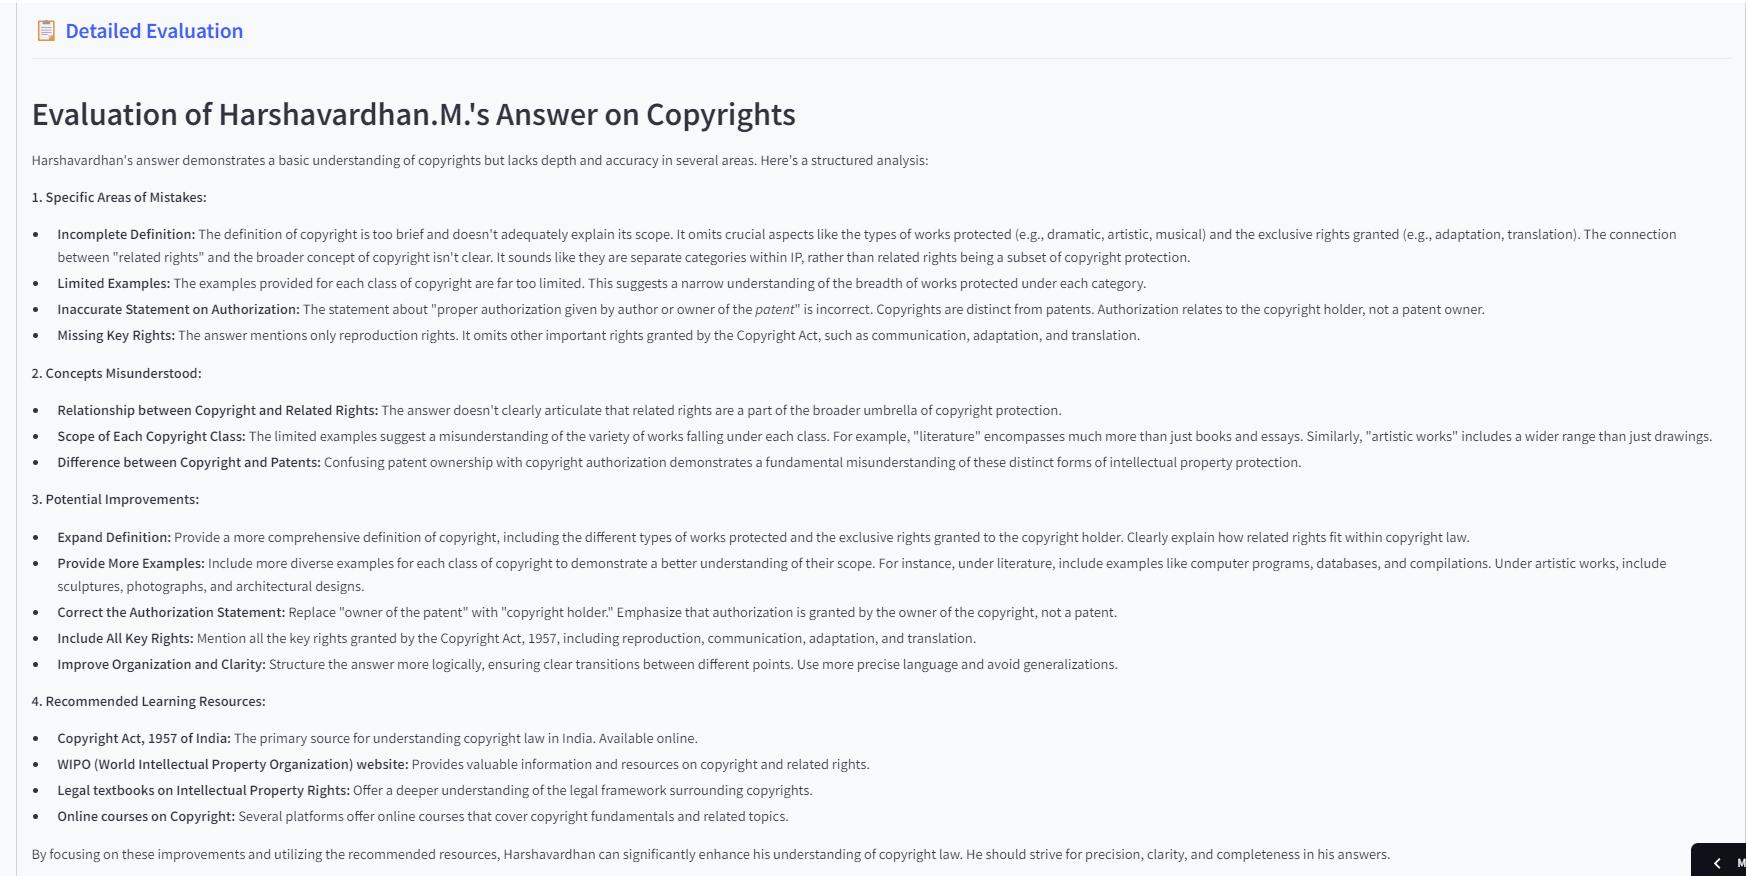 Detailed Evaluation
Evaluation of Harshavardhan.M.'s Answer on Copyrights
Harshavardhan's answer demonstrates a basic understanding of copyrights but lacks depth and accuracy in several areas. Here's a structured analysis:
1. Specific Areas of Mistakes:
• Incomplete Definition: The definition of copyright is too brief and doesn't adequately explain its scope. It omits crucial aspects like the types of works protected (e.g., dramatic, artistic, musical) and the exclusive rights granted (e.g., adaptation, translation). The connection
between "related rights" and the broader concept of copyright isn't clear. It sounds like they are separate categories within IP, rather than related rights being a subset of copyright protection.
• Limited Examples: The examples provided for each class of copyright are far too limited. This suggests a narrow understanding of the breadth of works protected under each category.
• Inaccurate Statement on Authorization: The statement about "proper authorization given by author or owner of the patent" is incorrect. Copyrights are distinct from patents. Authorization relates to the copyright holder, not a patent owner.
• Missing Key Rights: The answer mentions only reproduction rights. It omits other important rights granted by the Copyright Act, such as communication, adaptation, and translation.
2. Concepts Misunderstood:
• Relationship between Copyright and Related Rights: The answer doesn't clearly articulate that related rights are a part of the broader umbrella of copyright protection.
• Scope of Each Copyright Class: The limited examples suggest a misunderstanding of the variety of works falling under each class. For example, "literature" encompasses much more than just books and essays. Similarly, "artistic works" includes a wider range than just drawings.
• Difference between Copyright and Patents: Confusing patent ownership with copyright authorization demonstrates a fundamental misunderstanding of these distinct forms of intellectual property protection.
3. Potential Improvements:
• Expand Definition: Provide a more comprehensive definition of copyright, including the different types of works protected and the exclusive rights granted to the copyright holder. Clearly explain how related rights fit within copyright law.
• Provide More Examples: Include more diverse examples for each class of copyright to demonstrate a better understanding of their scope. For instance, under literature, include examples like computer programs, databases, and compilations. Under artistic works, include
sculptures, photographs, and architectural designs.
• Correct the Authorization Statement: Replace "owner of the patent" with "copyright holder." Emphasize that authorization is granted by the owner of the copyright, not a patent.
• Include All Key Rights: Mention all the key rights granted by the Copyright Act, 1957, including reproduction, communication, adaptation, and translation.
• Improve Organization and Clarity: Structure the answer more logically, ensuring clear transitions between different points. Use more precise language and avoid generalizations.
4. Recommended Learning Resources:
• Copyright Act, 1957 of India: The primary source for understanding copyright law in India. Available online.
• WIPO (World Intellectual Property Organization) website: Provides valuable information and resources on copyright and related rights.
• Legal textbooks on Intellectual Property Rights: Offer a deeper understanding of the legal framework surrounding copyrights.
• Online courses on Copyright: Several platforms offer online courses that cover copyright fundamentals and related topics.
By focusing on these improvements and utilizing the recommended resources, Harshavardhan can significantly enhance his understanding of copyright law. He should strive for precision, clarity, and completeness in his answers.